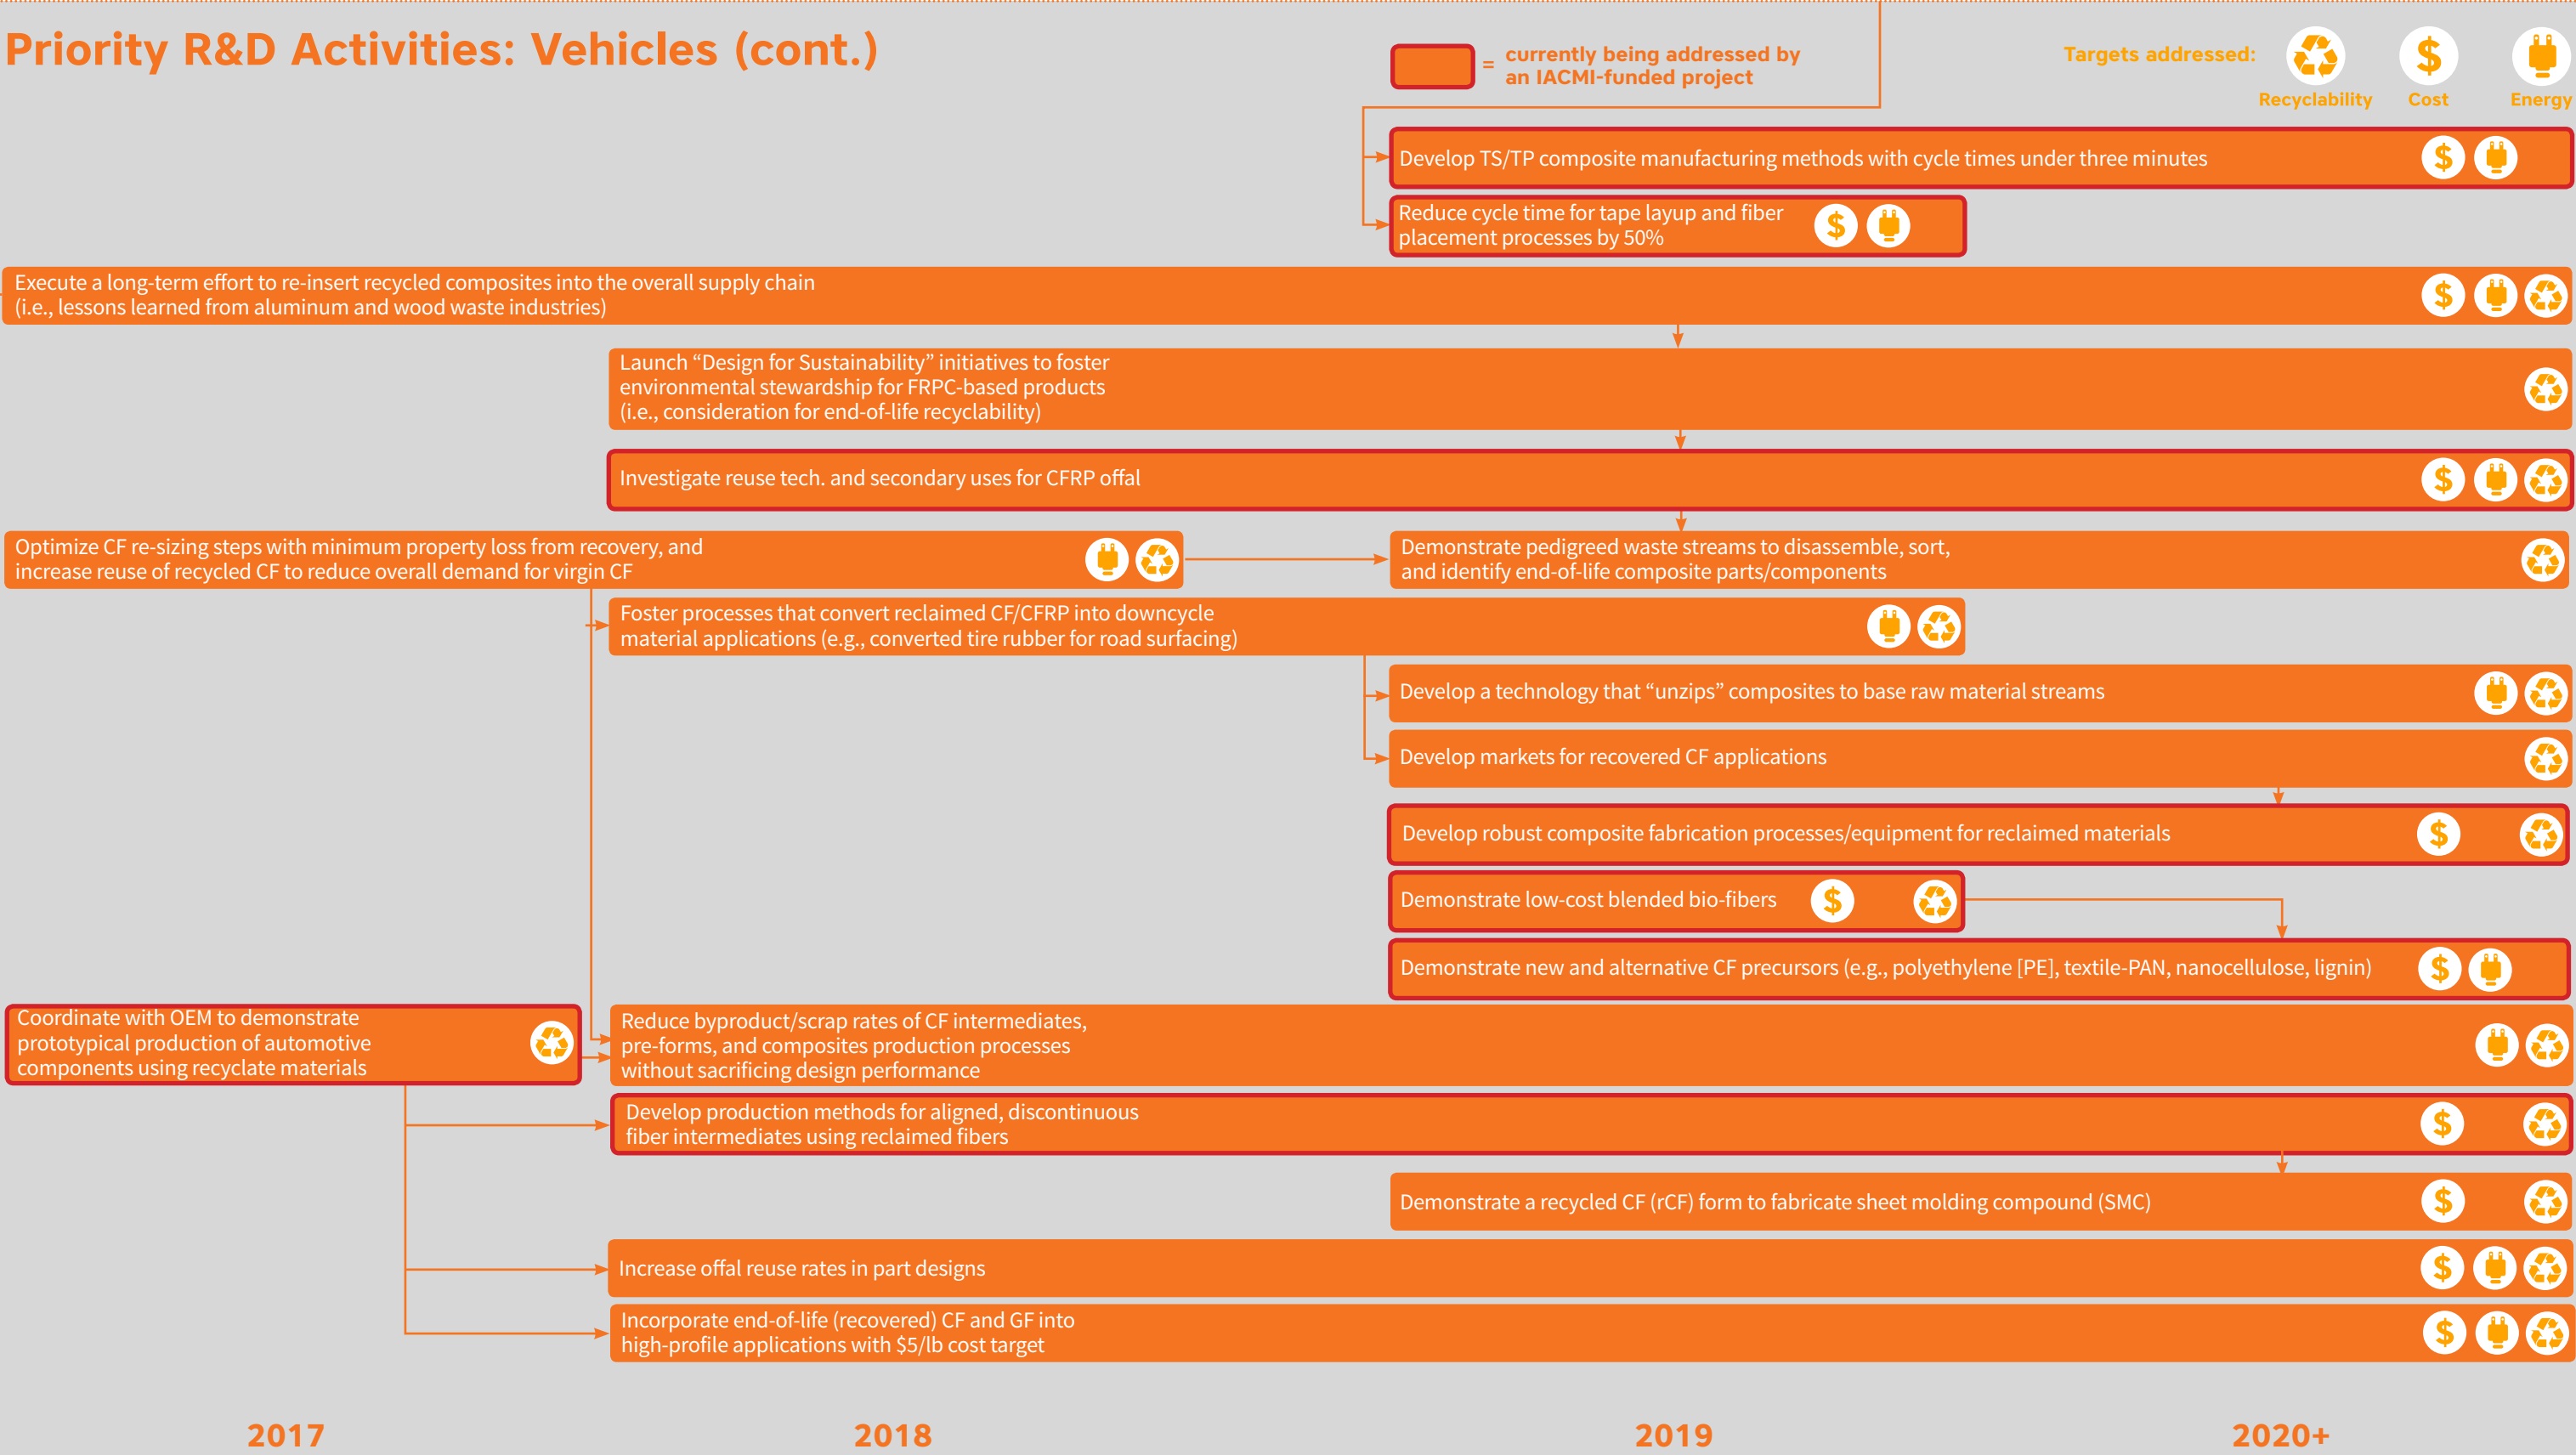 Priority R&D Activities: Vehicles (cont.)
= currently being addressed by
an IACMI-funded project
Targets addressed:
Recyclability
Cost
Energy
Develop TS/TP composite manufacturing methods with cycle times under three minutes
Reduce cycle time for tape layup and fiber
placement processes by 50%
Execute a long-term effort to re-insert recycled composites into the overall supply chain
(i.e., lessons learned from aluminum and wood waste industries)
Launch “Design for Sustainability” initiatives to foster
environmental stewardship for FRPC-based products
(i.e., consideration for end-of-life recyclability)
Investigate reuse tech. and secondary uses for CFRP offal
Optimize CF re-sizing steps with minimum property loss from recovery, and
increase reuse of recycled CF to reduce overall demand for virgin CF
Demonstrate pedigreed waste streams to disassemble, sort,
and identify end-of-life composite parts/components
Foster processes that convert reclaimed CF/CFRP into downcycle
material applications (e.g., converted tire rubber for road surfacing)
Develop a technology that “unzips” composites to base raw material streams
Develop markets for recovered CF applications
Develop robust composite fabrication processes/equipment for reclaimed materials
Demonstrate low-cost blended bio-fibers
Demonstrate new and alternative CF precursors (e.g., polyethylene [PE], textile-PAN, nanocellulose, lignin)
Coordinate with OEM to demonstrate
prototypical production of automotive
components using recyclate materials
Reduce byproduct/scrap rates of CF intermediates,
pre-forms, and composites production processes
without sacrificing design performance
Develop production methods for aligned, discontinuous
fiber intermediates using reclaimed fibers
Demonstrate a recycled CF (rCF) form to fabricate sheet molding compound (SMC)
Increase offal reuse rates in part designs
Incorporate end-of-life (recovered) CF and GF into
high-profile applications with $5/lb cost target
2017
2018
2019
2020+